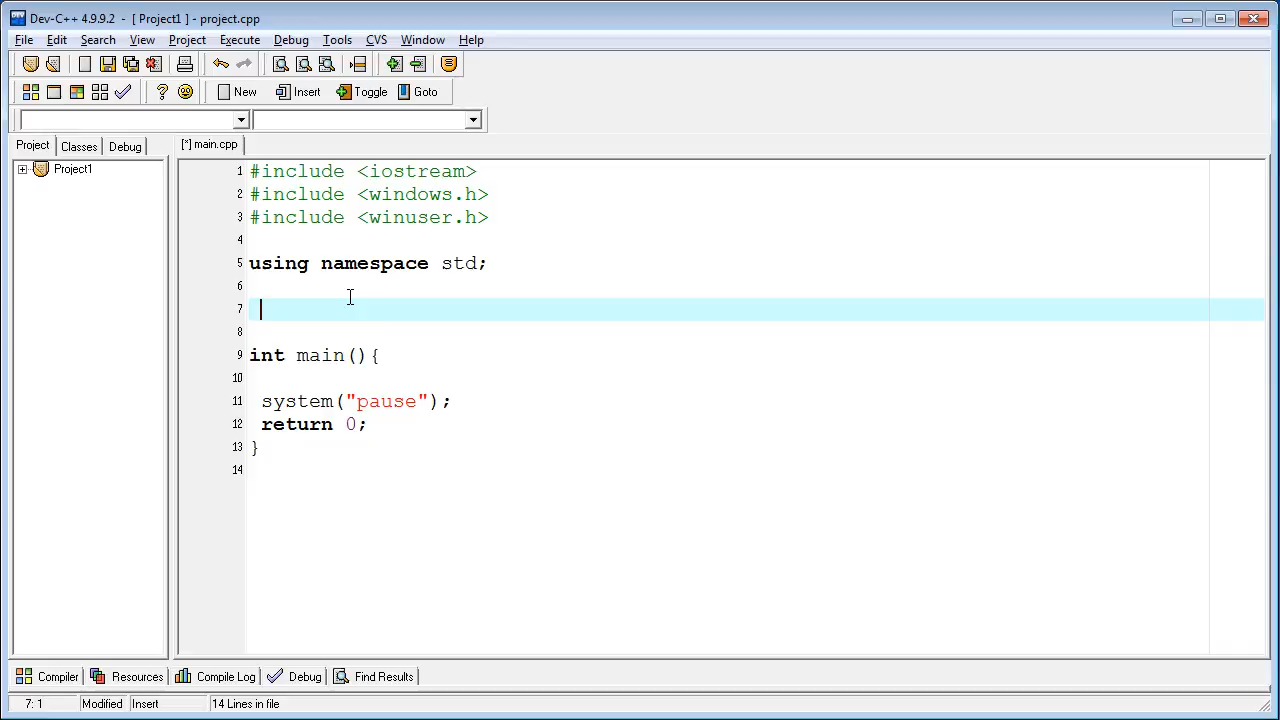 Dev-C++ 4.9.9.2 - [ Project1 ] - project.cpp
File Edit Search View Project Execute Debug Tools CVS Window Help
New Insert Toggle Goto
Project Classes Debug [*] main.cpp
Project1
1 #include <iostream>
2 #include <windows.h>
3 #include <winuser.h>
4
5 using namespace std;
6
7
8
9 int main(){
10
11 system("pause");
12 return 0;
13 }
14
Compiler Resources Compile Log Debug Find Results
7: 1 Modified Insert 14 Lines in file